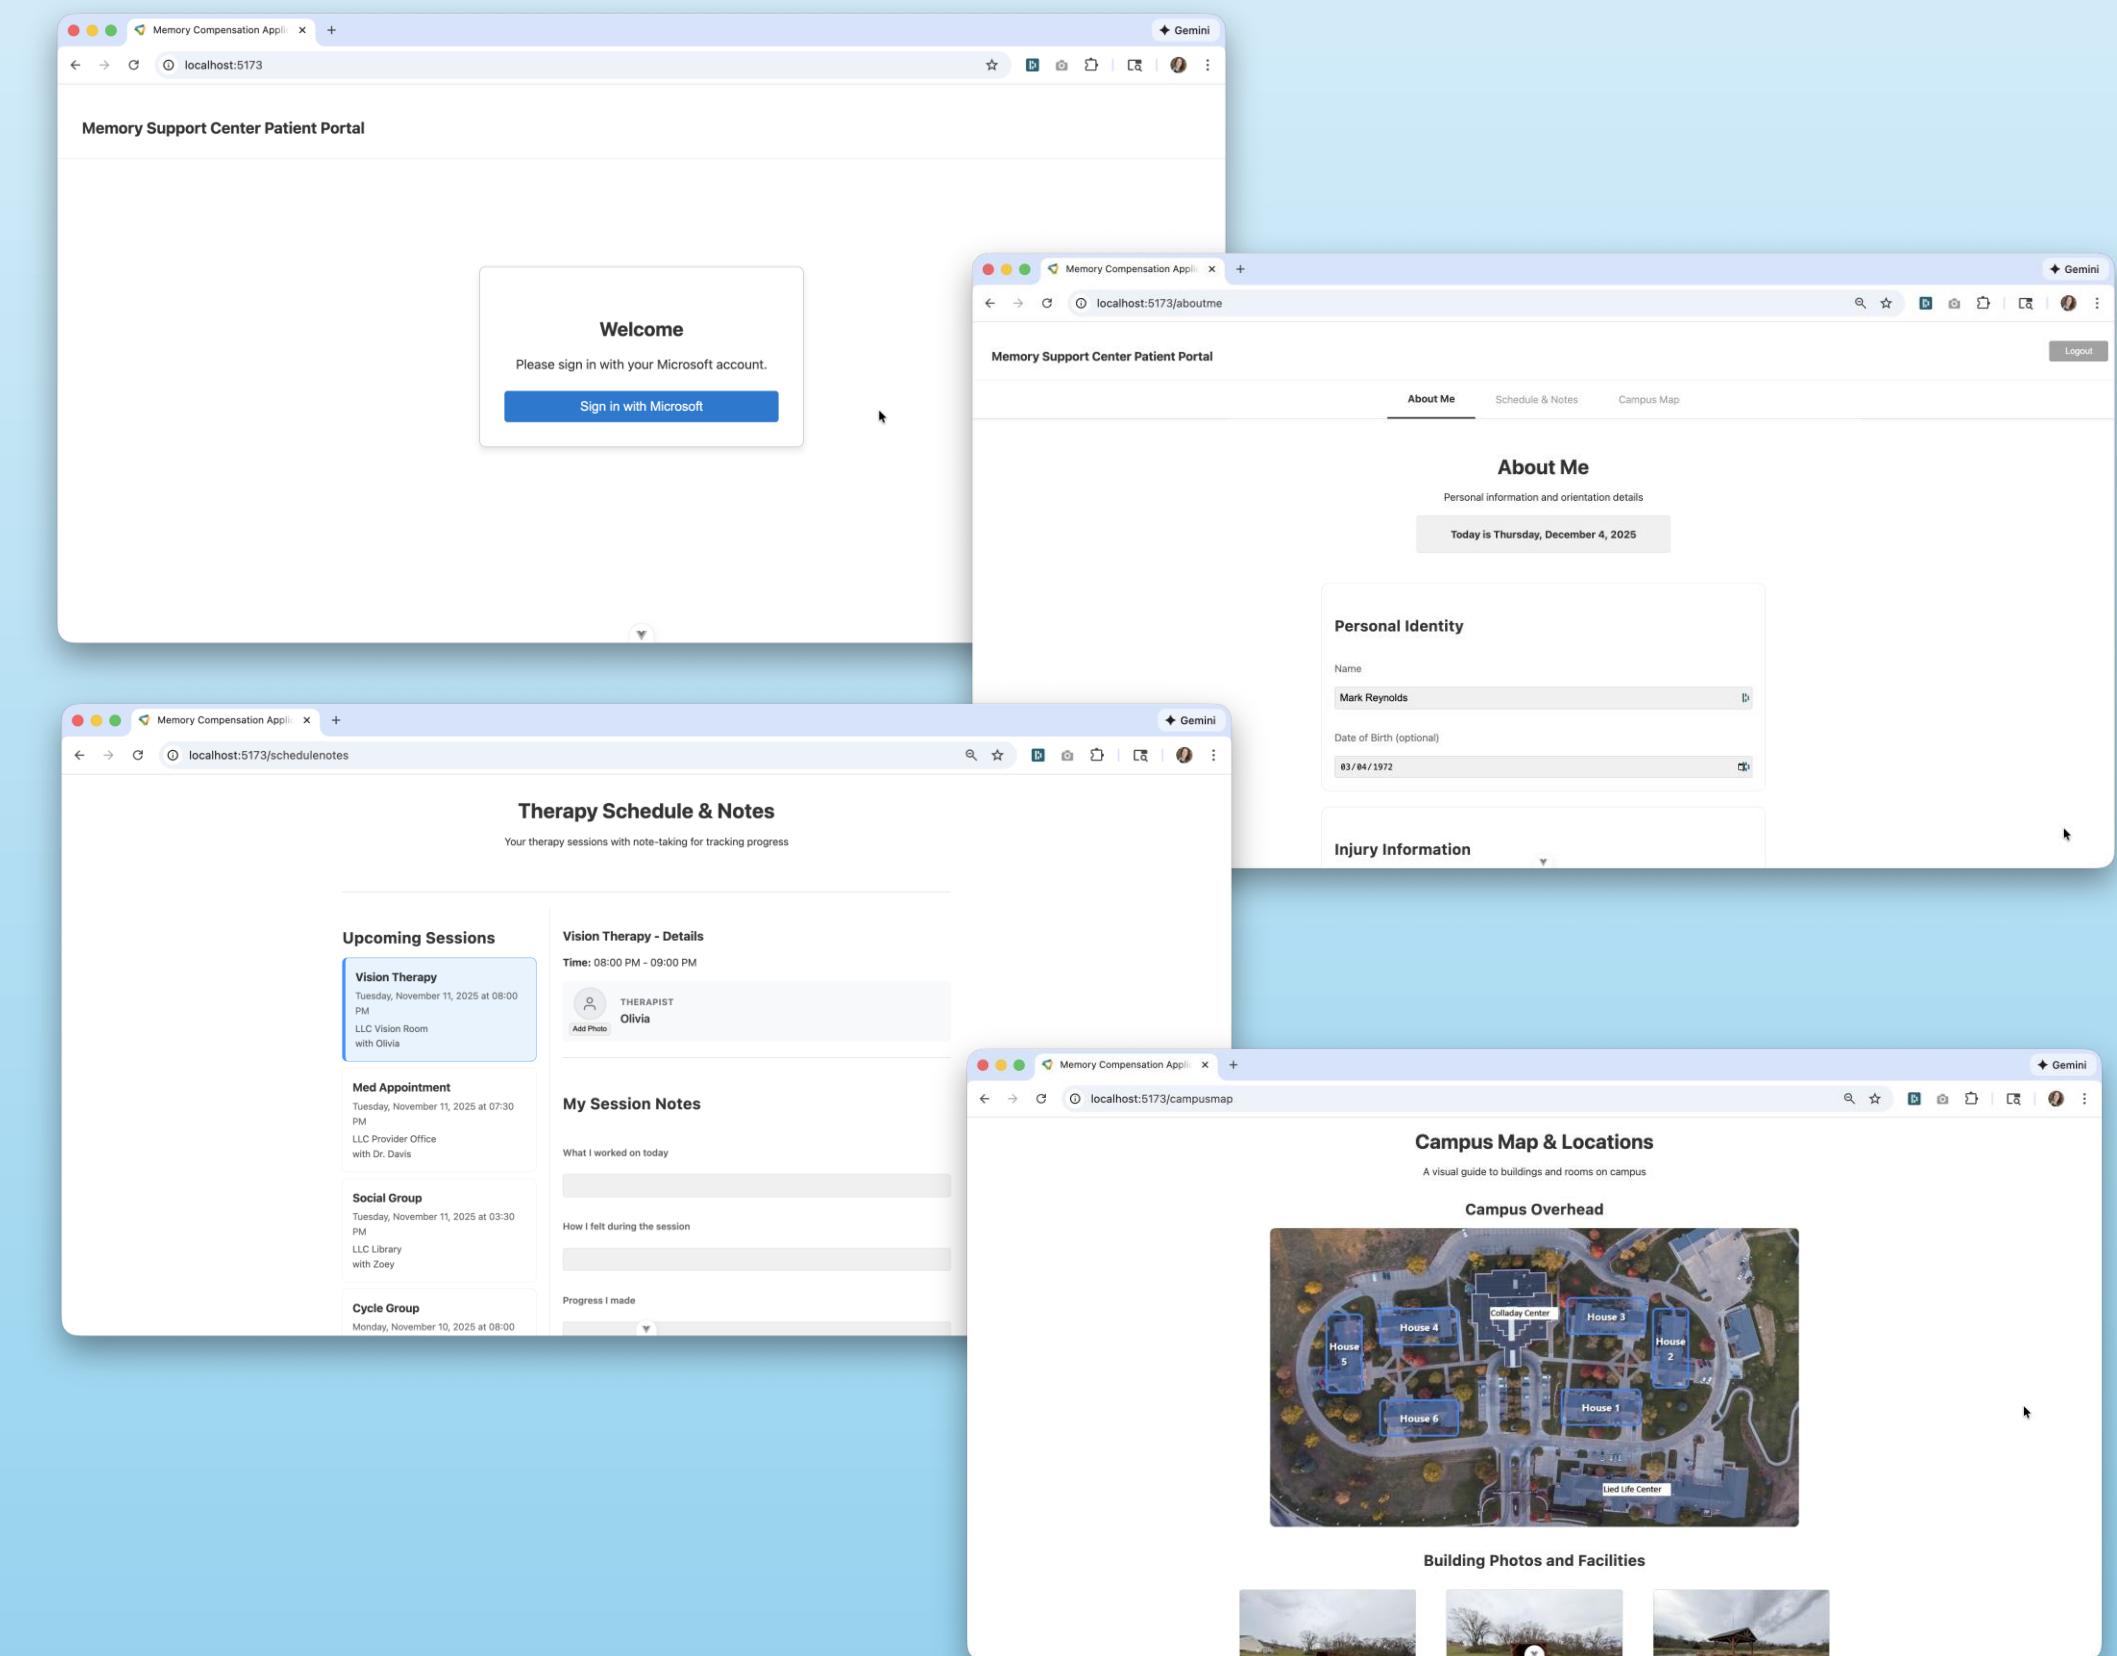 Memory Compensation Appli
Gemini
localhost:5173
Memory Support Center Patient Portal
Welcome
Please sign in with your Microsoft account.
Sign in with Microsoft
Memory Compensation Appli
Gemini
localhost:5173/aboutme
Memory Support Center Patient Portal
Logout
About Me
Schedule & Notes
Campus Map
About Me
Personal information and orientation details
Today is Thursday, December 4, 2025
Personal Identity
Name
Mark Reynolds
Date of Birth (optional)
03/04/1972
Injury Information
Memory Compensation Appli
Gemini
localhost:5173/schedulenotes
Therapy Schedule & Notes
Your therapy sessions with note-taking for tracking progress
Upcoming Sessions
Vision Therapy
Tuesday, November 11, 2025 at 08:00
PM
LLC Vision Room
with Olivia
Med Appointment
Tuesday, November 11, 2025 at 07:30
PM
LLC Provider Office
with Dr. Davis
Social Group
Tuesday, November 11, 2025 at 03:30
PM
LLC Library
with Zoey
Cycle Group
Monday, November 10, 2025 at 08:00
Vision Therapy - Details
Time: 08:00 PM - 09:00 PM
THERAPIST
Olivia
Add Photo
My Session Notes
What I worked on today
How I felt during the session
Progress I made
Memory Compensation Appli
Gemini
localhost:5173/campusmap
Campus Map & Locations
A visual guide to buildings and rooms on campus
Campus Overhead
Colladay Center
House 3
House 4
House
2
House
5
House 1
House 6
Lied Life Center
Building Photos and Facilities